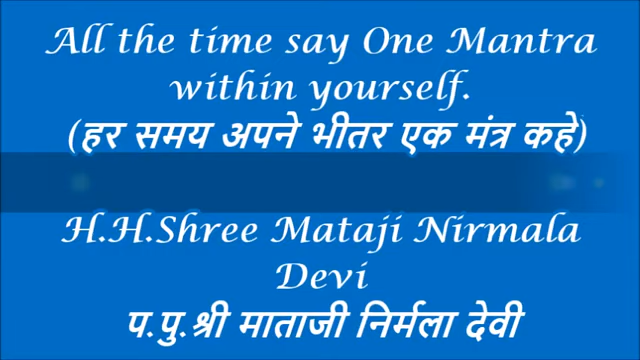 All the time say One Mantra
within yourself.
(हर समय अपने भीतर एक मंत्र कहे)
H.H.Shree Mataji Nirmala
Devi
प.पु.श्री माताजी निर्मला देवी